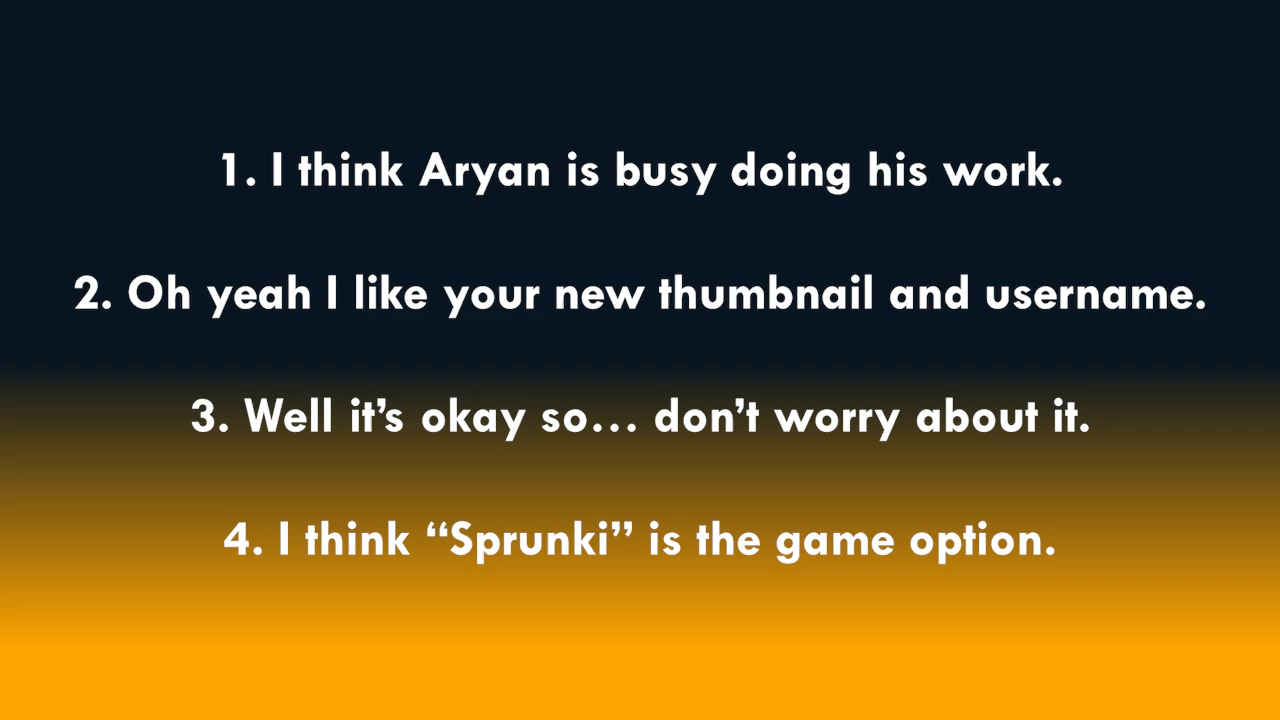 1. I think Aryan is busy doing his work.
2. Oh yeah I like your new thumbnail and username.
3. Well it’s okay so… don’t worry about it.
4. I think “Sprunki” is the game option.